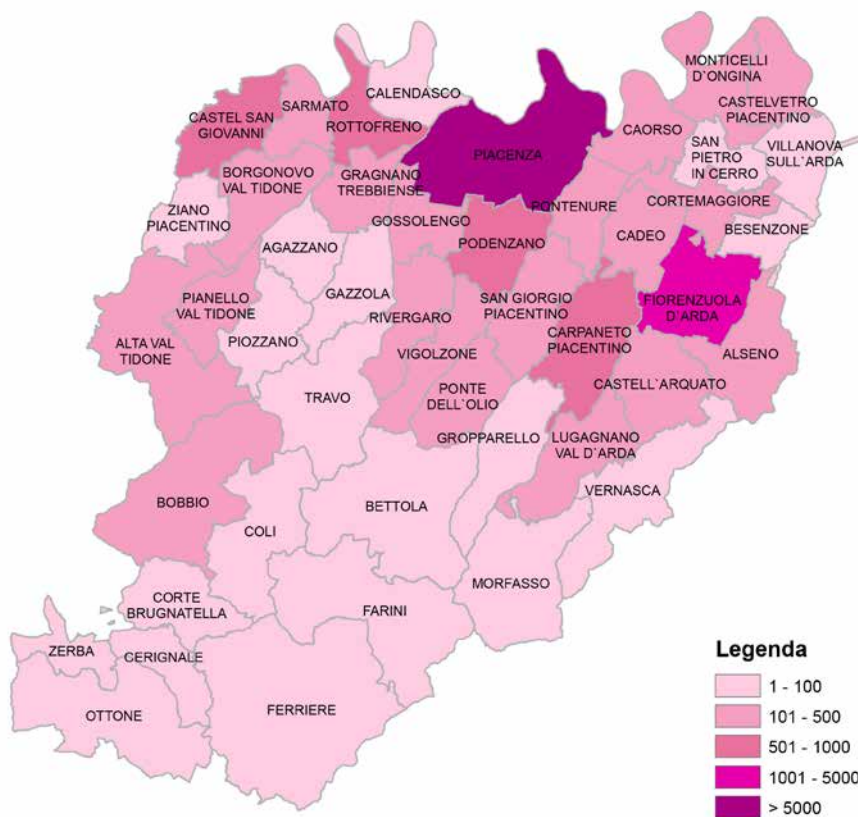 MONTICELLI
D`ONGINA
CALENDASCO
CASTELVETRO
PIACENTINO
SARMATO
CASTEL SAN
GIOVANNI
ROTTOFRENO
CAORSO
SAN
PIETRO
IN CERRO
VILLANOVA
SULL`ARDA
PIACENZA
BORGONOVO
VAL TIDONE
GRAGNANO
TREBBIENSE
ZIANO
PIACENTINO
GOSSOLENGO
PONTENURE
CORTEMAGGIORE
BESENZONE
CADEO
PODENZANO
AGAZZANO
GAZZOLA
PIANELLO
VAL TIDONE
RIVERGARO
SAN GIORGIO
PIACENTINO
FIORENZUOLA
D`ARDA
CARPANETO
PIACENTINO
ALTA VAL
TIDONE
PIOZZANO
VIGOLZONE
ALSENO
TRAVO
PONTE
DELL`OLIO
CASTELL`ARQUATO
GROPPARELLO
LUGAGNANO
VAL D`ARDA
VERNASCA
BOBBIO
BETTOLA
COLI
MORFASSO
CORTE
BRUGNATELLA
FARINI
ZERBA
CERIGNALE
OTTONE
FERRIERE
Legenda
1 - 100
101 - 500
501 - 1000
1001 - 5000
> 5000